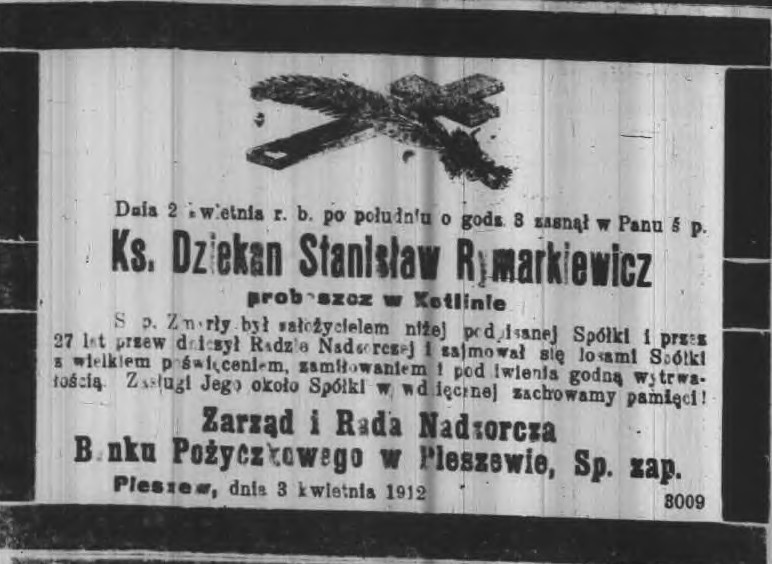 Dnia 2 kwietnia r. b. po południu o godz. 3 zasnął w Panu ś p.
Ks. Dziekan Stanisław Rymarkiewicz
proboszcz w Kotlinie
Ś p. Zmarły był założycielem niżej podpisanej Spółki i przez
27 lat przewodniczył Radzie Nadzorczej i zajmował się losami Spółki
z wielkiem poświęceniem, zamiłowaniem i podziwienia godną wytrwa-
łością. Zasługi Jego około Spółki w wdzięcznej zachowamy pamięci!
Zarząd i Rada Nadzorcza
Banku Pożyczkowego w Pleszewie, Sp. zap.
Pleszew, dnia 3 kwietnia 1912
3009